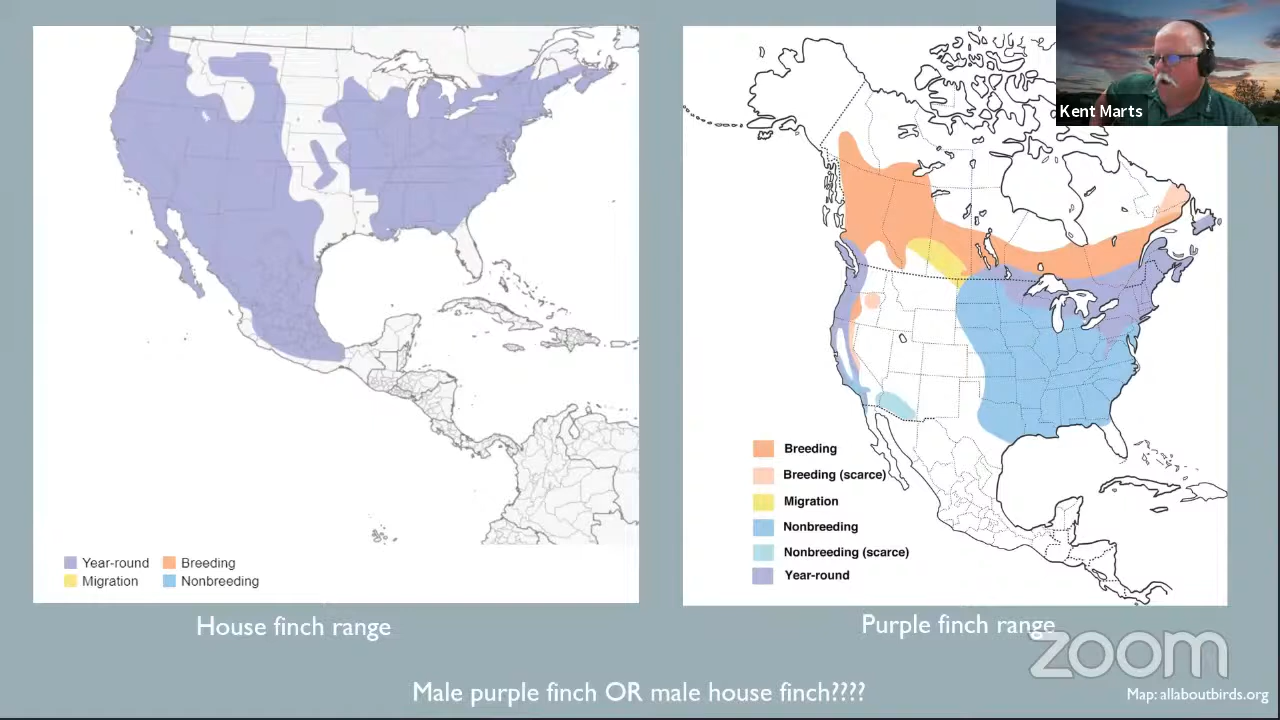 Kent Marts
Year-round
Breeding
Migration
Nonbreeding
House finch range
Breeding
Breeding (scarce)
Migration
Nonbreeding
Nonbreeding (scarce)
Year-round
Purple finch range
zoom
Male purple finch OR male house finch????
Map: allaboutbirds.org